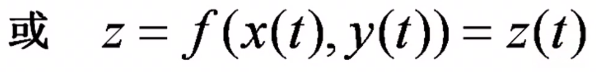 或 z = f(x(t), y(t)) = z(t)